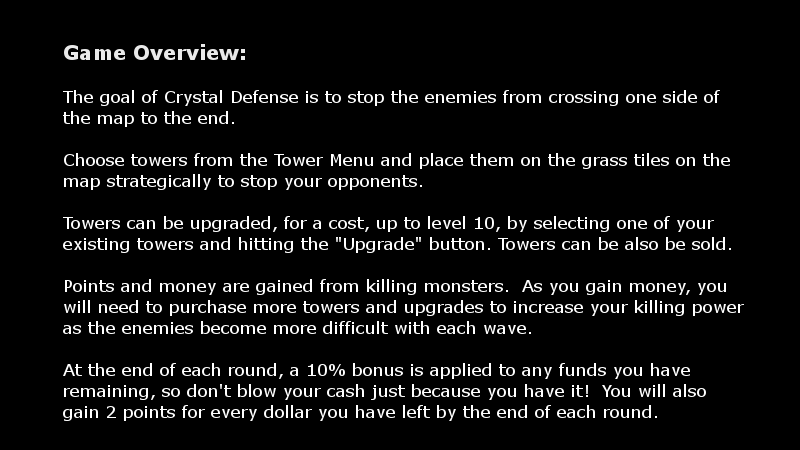 Game Overview:
The goal of Crystal Defense is to stop the enemies from crossing one side of
the map to the end.
Choose towers from the Tower Menu and place them on the grass tiles on the
map strategically to stop your opponents.
Towers can be upgraded, for a cost, up to level 10, by selecting one of your
existing towers and hitting the "Upgrade" button. Towers can be also be sold.
Points and money are gained from killing monsters.  As you gain money, you
will need to purchase more towers and upgrades to increase your killing power
as the enemies become more difficult with each wave.
At the end of each round, a 10% bonus is applied to any funds you have
remaining, so don't blow your cash just because you have it!  You will also
gain 2 points for every dollar you have left by the end of each round.